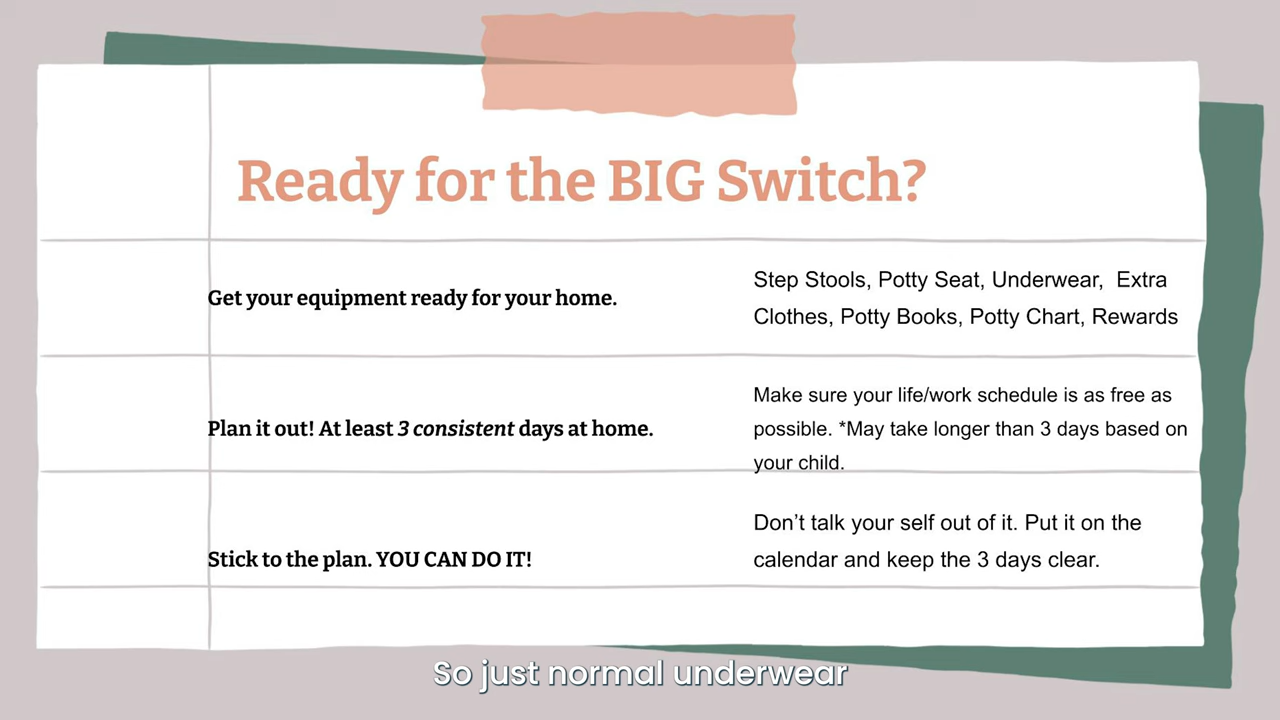 Ready for the BIG Switch?
Get your equipment ready for your home.
Step Stools, Potty Seat, Underwear,  Extra
Clothes, Potty Books, Potty Chart, Rewards
Plan it out! At least 3 consistent days at home.
Make sure your life/work schedule is as free as
possible. *May take longer than 3 days based on
your child.
Stick to the plan. YOU CAN DO IT!
Don’t talk your self out of it. Put it on the
calendar and keep the 3 days clear.
So just normal underwear